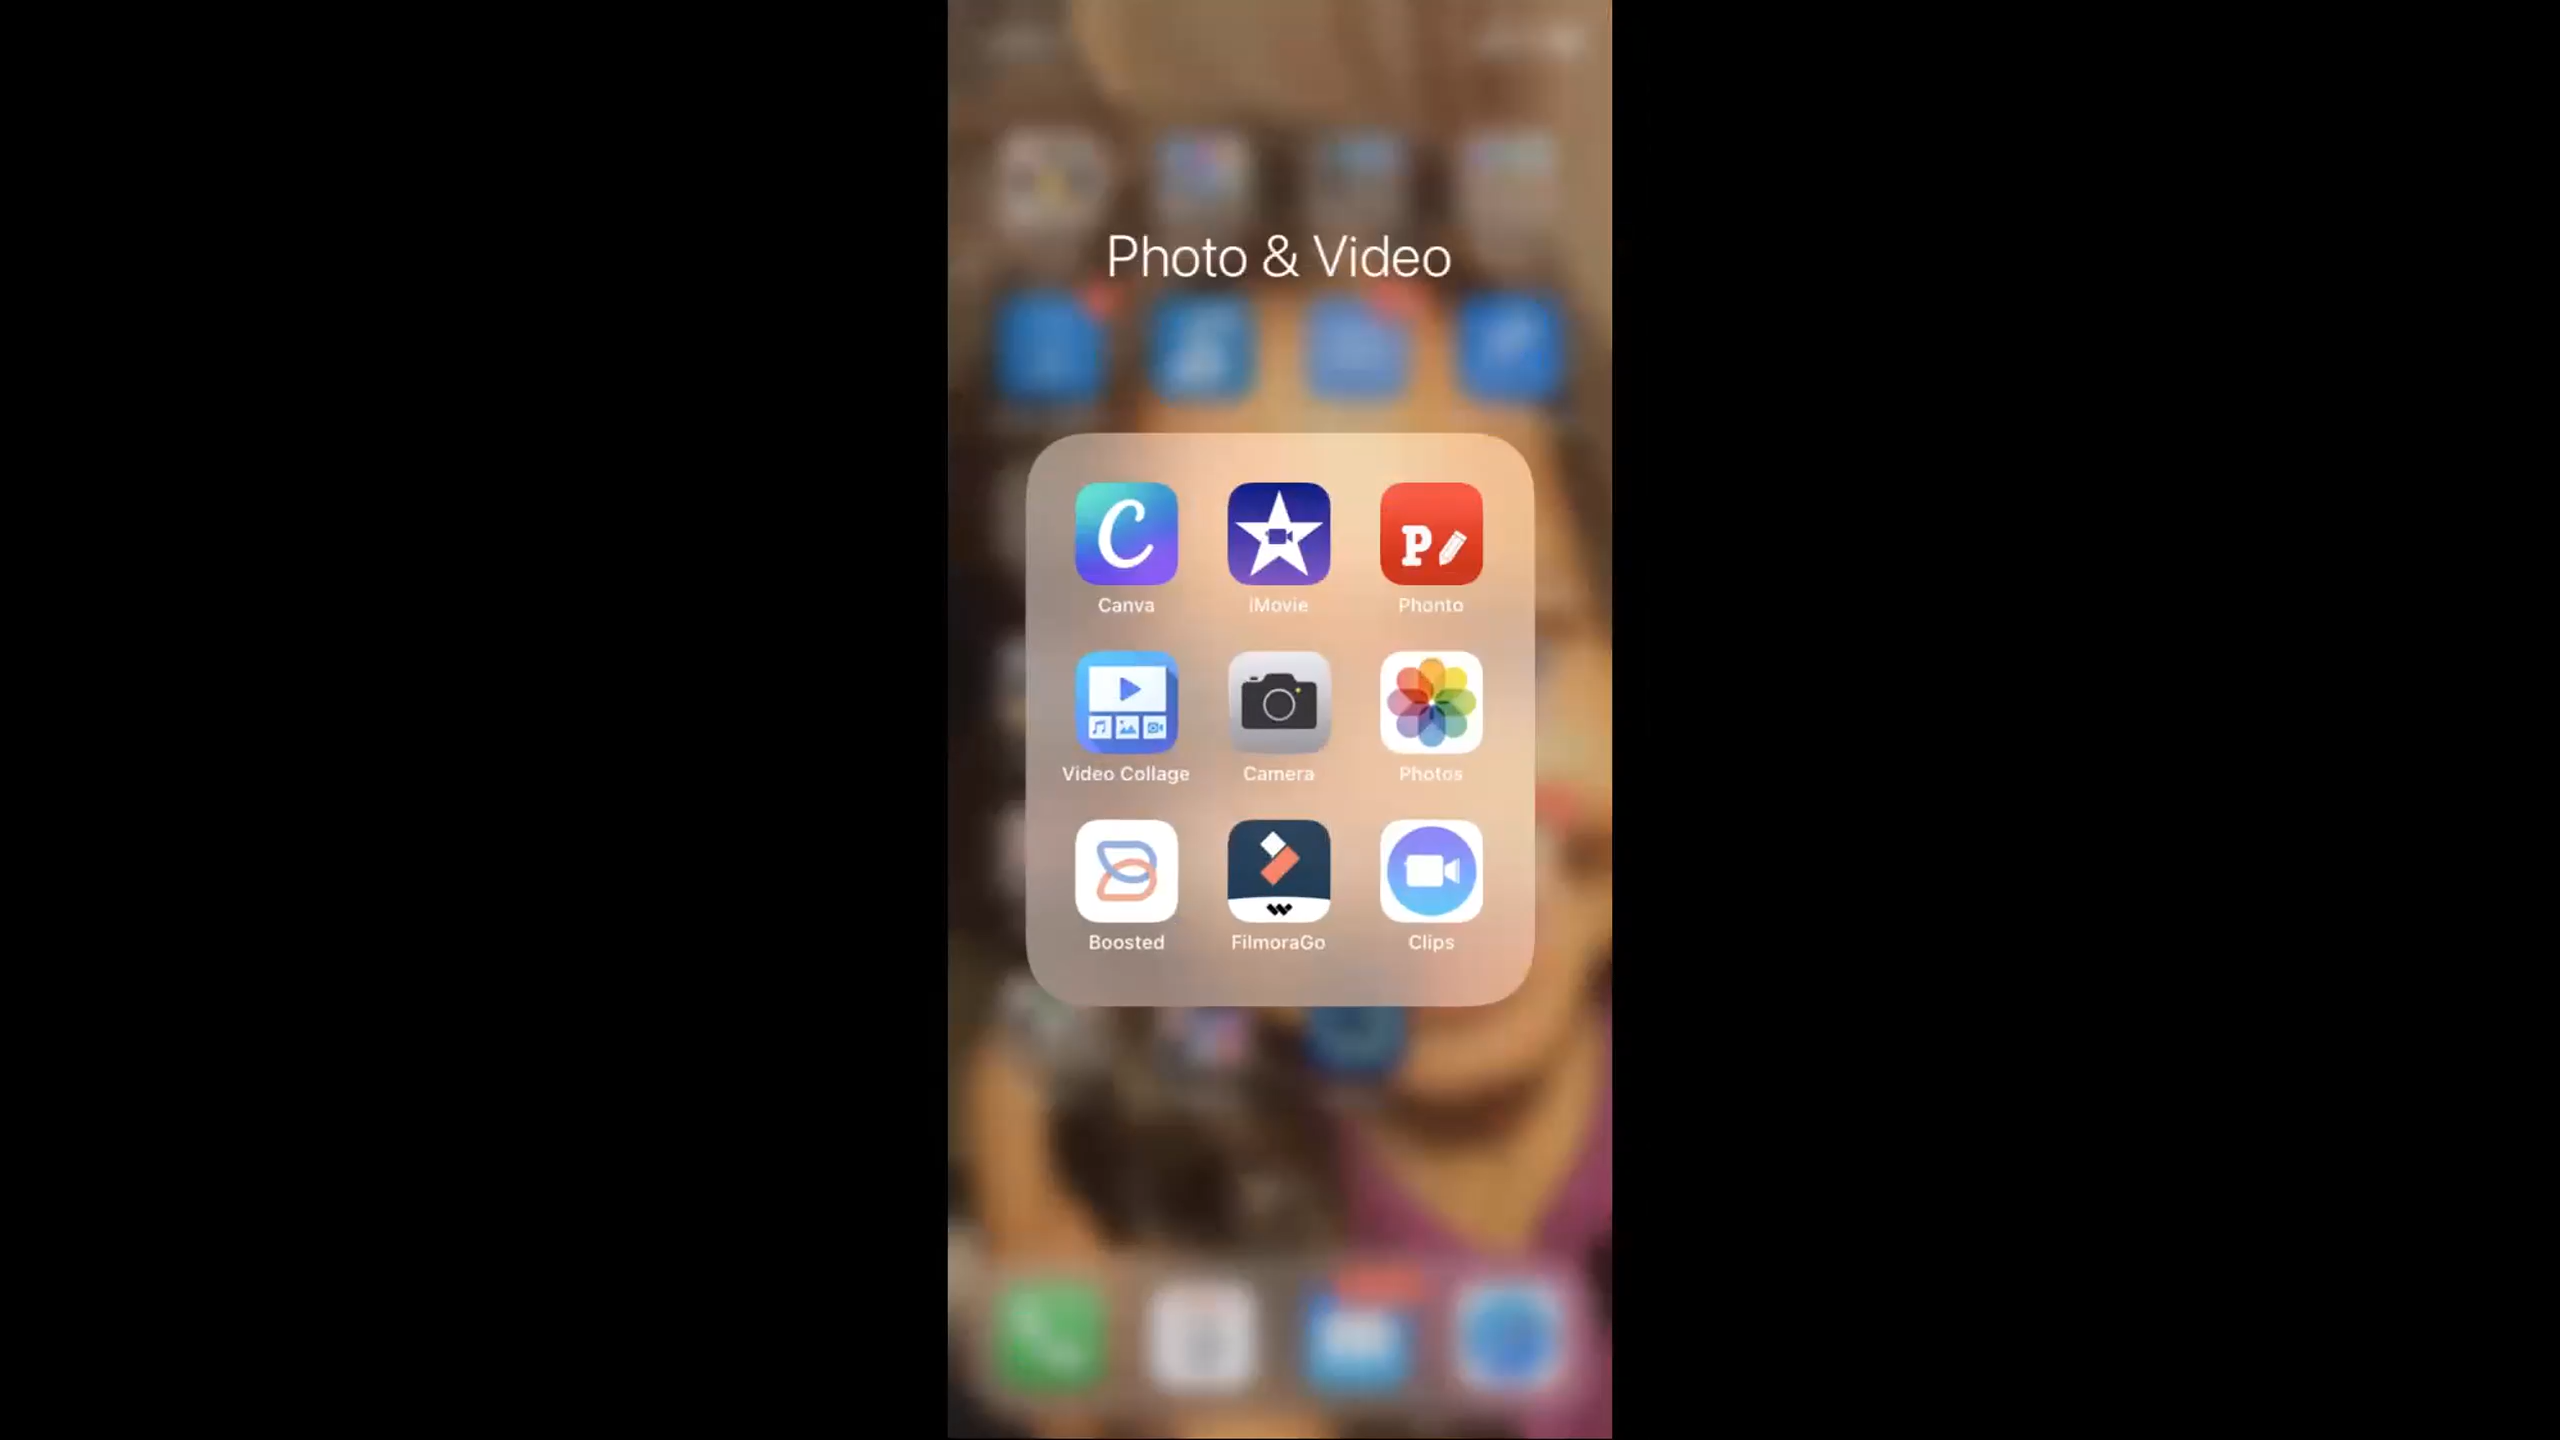 Photo & Video
C
P
Canva
iMovie
Phonto
Video Collage
Camera
Photos
Boosted
FilmoraGo
Clips